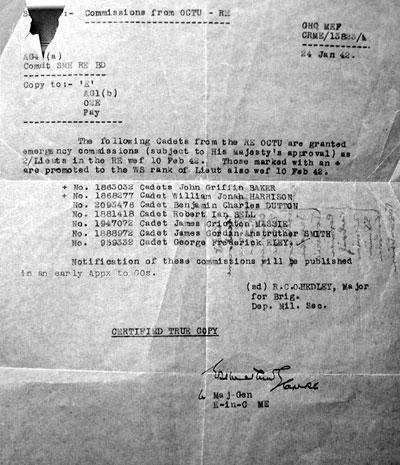 :- Commissions from OCTU - RE
GHQ MEF
CRME/15823/A
24 Jan 42.
AG4(a)
Comdt SME RE BD
Copy to:- 'E'
AG1(b)
O2E
Pay
The following Cadets from the RE OCTU are granted
emergency commissions (subject to His Majesty's approval) as
2/Lieuts in the RE wef 10 Feb 42. Those marked with an +
are promoted to the WS rank of Lieut also wef 10 Feb 42.
+ No. 1863032 Cadets John Griffin BAKER
+ No. 1868277 Cadet William Jonah HARRISON
No. 2093476 Cadet Benjamin Charles DUTTON
No. 1881418 Cadet Robert Ian BELL
No. 1947072 Cadet James Crichton MASSIE
No. 1888972 Cadet James Gordon Anstruther SMITH
No. 959332 Cadet George Frederick ELEY.
Notification of these commissions will be published
in an early Appx to GOs.
(sd) R.C.O.HEDLEY, Major
for Brig.
Dep. Mil. Sec.
CERTIFIED TRUE COPY
Maj-Gen
E-in-C ME